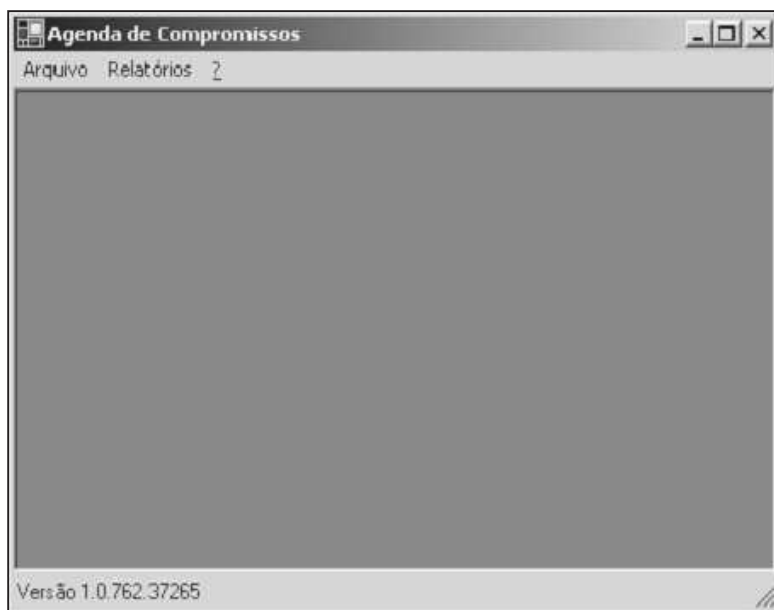 Agenda de Compromissos
Arquivo Relatórios ?
Versão 1.0.762.37265